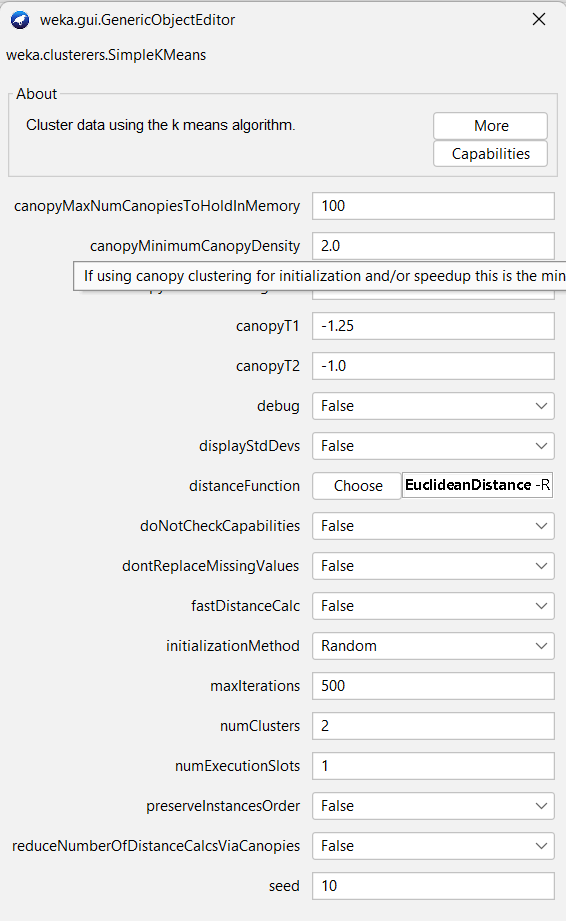 weka.gui.GenericObjectEditor
weka.clusterers.SimpleKMeans
About
Cluster data using the k means algorithm.
More
Capabilities
canopyMaxNumCanopiesToHoldInMemory 100
canopyMinimumCanopyDensity 2.0
If using canopy clustering for initialization and/or speedup this is the min
canopyT1 -1.25
canopyT2 -1.0
debug False
displayStdDevs False
distanceFunction Choose EuclideanDistance -R
doNotCheckCapabilities False
dontReplaceMissingValues False
fastDistanceCalc False
initializationMethod Random
maxIterations 500
numClusters 2
numExecutionSlots 1
preserveInstancesOrder False
reduceNumberOfDistanceCalcsViaCanopies False
seed 10